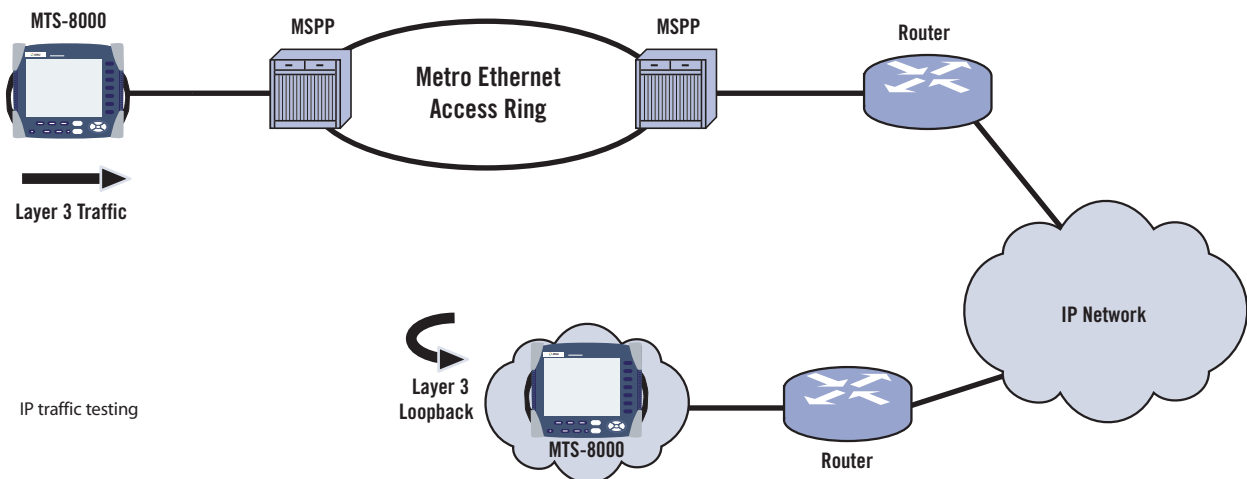 MTS-8000
MSPP
MSPP
Router
Metro Ethernet
Access Ring
Layer 3 Traffic
IP Network
Layer 3
Loopback
IP traffic testing
MTS-8000
Router